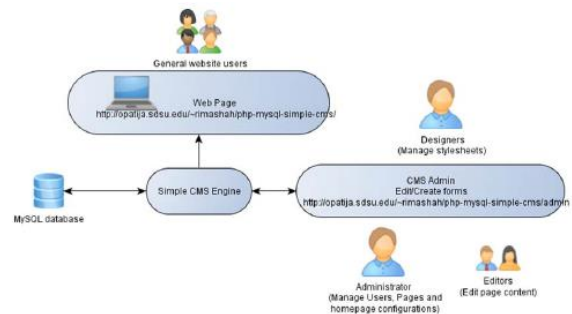 General website users
Web Page
http://opatija.sdsu.edu/~rimashah/php-mysql-simple-cms/
Designers
(Manage stylesheets)
MySQL database
Simple CMS Engine
CMS Admin
Edit/Create forms
http://opatija.sdsu.edu/~rimashah/php-mysql-simple-cms/admin
Administrator
(Manage Users, Pages and
homepage configurations)
Editors
(Edit page content)